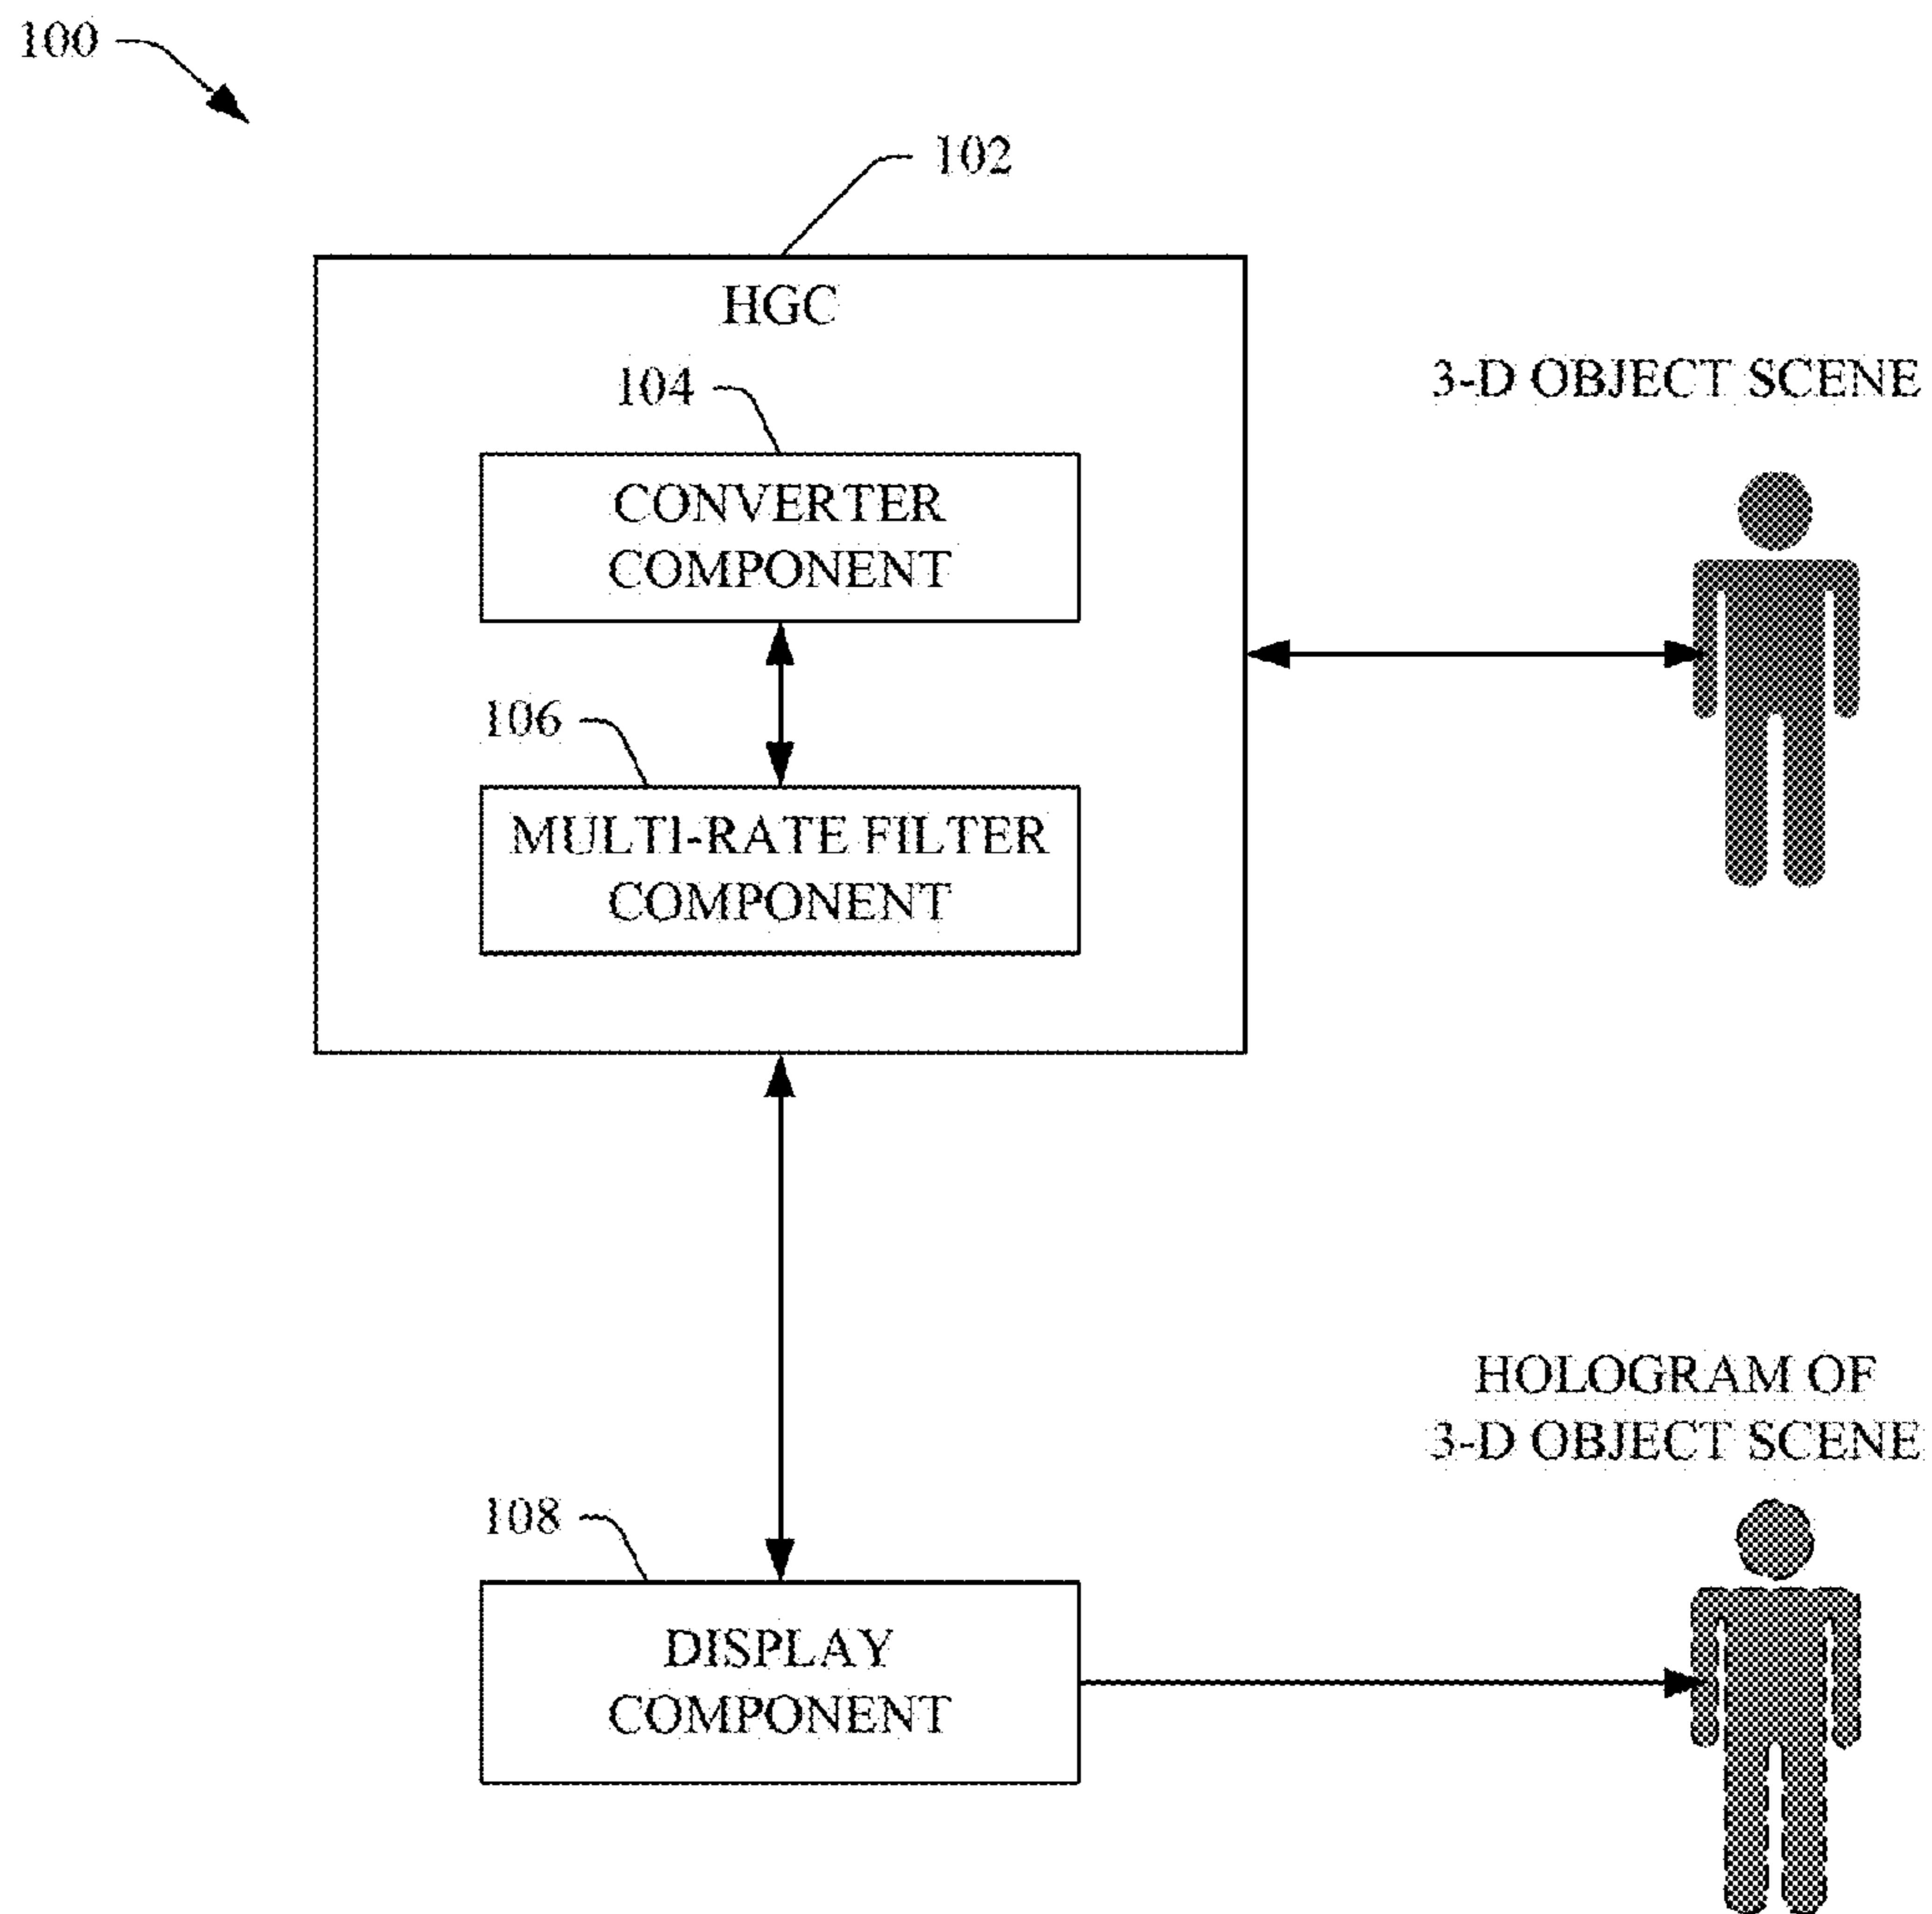 100
102
HGC
3-D OBJECT SCENE
104
CONVERTER
COMPONENT
106
MULTI-RATE FILTER
COMPONENT
HOLOGRAM OF
3-D OBJECT SCENE
108
DISPLAY
COMPONENT